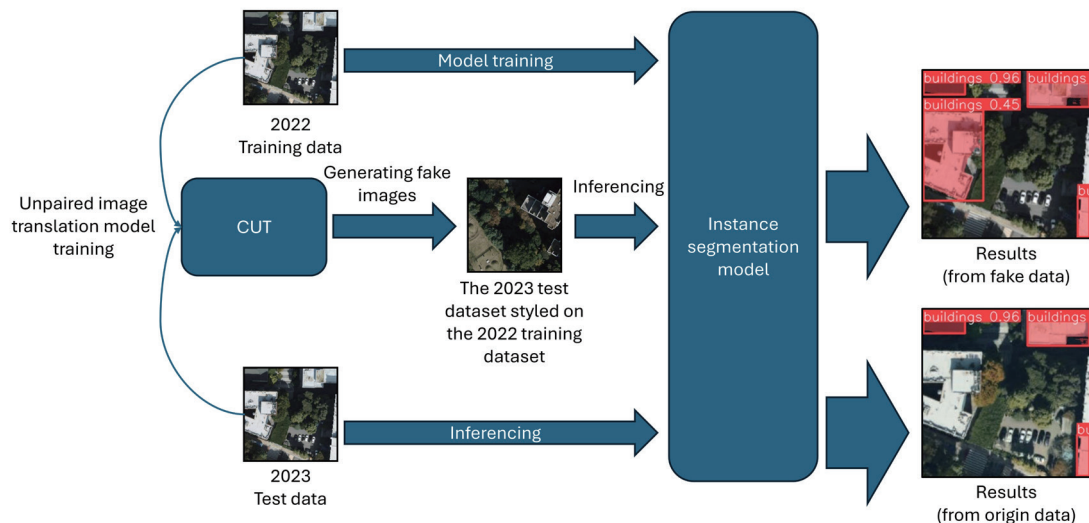 2022
Training data
Model training
Unpaired image
translation model
training
CUT
Generating fake
images
The 2023 test
dataset styled on
the 2022 training
dataset
Inferencing
2023
Test data
Inferencing
Instance
segmentation
model
buildings 0.96
buildings
buildings 0.45
Results
(from fake data)
buildings 0.96
buildings
Results
(from origin data)